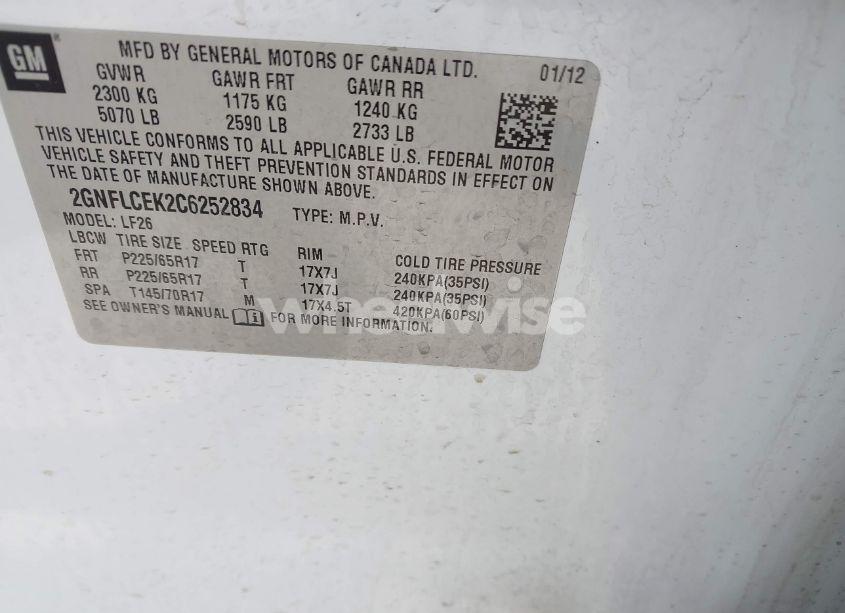 GM
MFD BY GENERAL MOTORS OF CANADA LTD. 01/12
GVWR GAWR FRT GAWR RR
2300 KG 1175 KG 1240 KG
5070 LB 2590 LB 2733 LB
THIS VEHICLE CONFORMS TO ALL APPLICABLE U.S. FEDERAL MOTOR
VEHICLE SAFETY AND THEFT PREVENTION STANDARDS IN EFFECT ON
THE DATE OF MANUFACTURE SHOWN ABOVE.
2GNFLCEK2C6252834 TYPE: M.P.V.
MODEL: LF26
LBCW TIRE SIZE SPEED RTG RIM COLD TIRE PRESSURE
FRT P225/65R17 T 17X7J 240KPA(35PSI)
RR P225/65R17 T 17X7J 240KPA(35PSI)
SPA T145/70R17 M 17X4.5T 420KPA(60PSI)
SEE OWNER'S MANUAL FOR MORE INFORMATION.
wheelwise